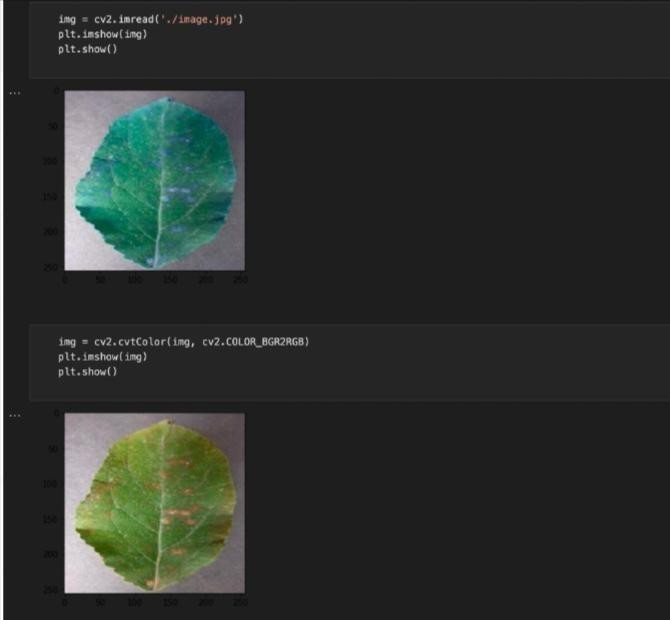 img = cv2.imread('./image.jpg')
plt.imshow(img)
plt.show()
...
0
50
100
150
200
250
0 50 100 150 200 250
img = cv2.cvtColor(img, cv2.COLOR_BGR2RGB)
plt.imshow(img)
plt.show()
...
0
50
100
150
200
250
0 50 100 150 200 250